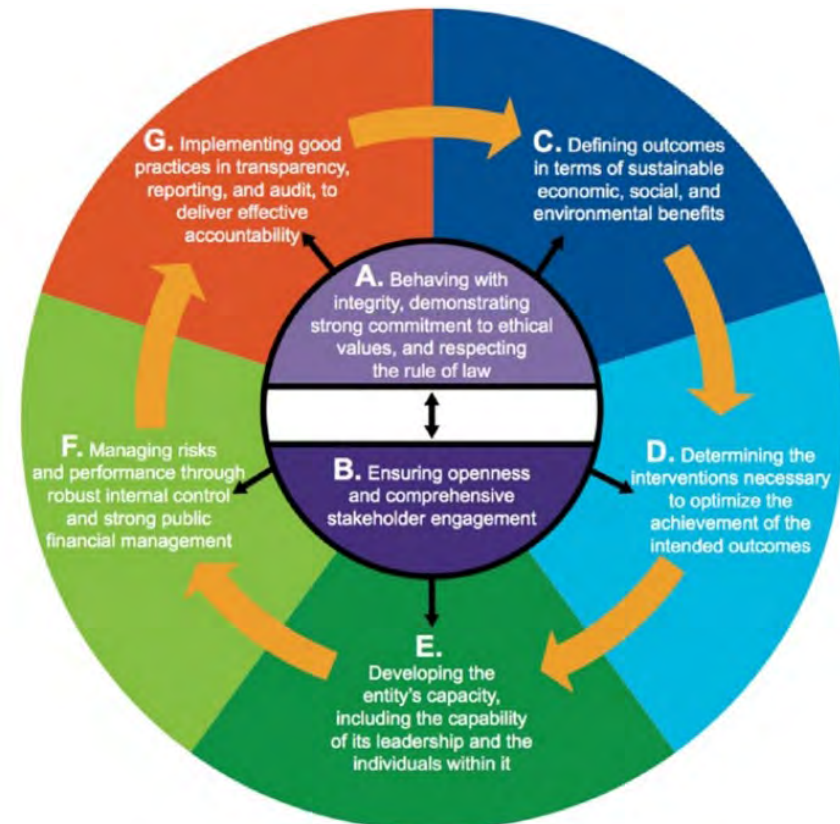 G. Implementing good
practices in transparency,
reporting, and audit, to
deliver effective
accountability
C. Defining outcomes
in terms of sustainable
economic, social, and
environmental benefits
A. Behaving with
integrity, demonstrating
strong commitment to ethical
values, and respecting
the rule of law
F. Managing risks
and performance through
robust internal control
and strong public
financial management
B. Ensuring openness
and comprehensive
stakeholder engagement
D. Determining the
interventions necessary
to optimize the
achievement of the
intended outcomes
E.
Developing the
entity's capacity,
including the capability
of its leadership and the
individuals within it